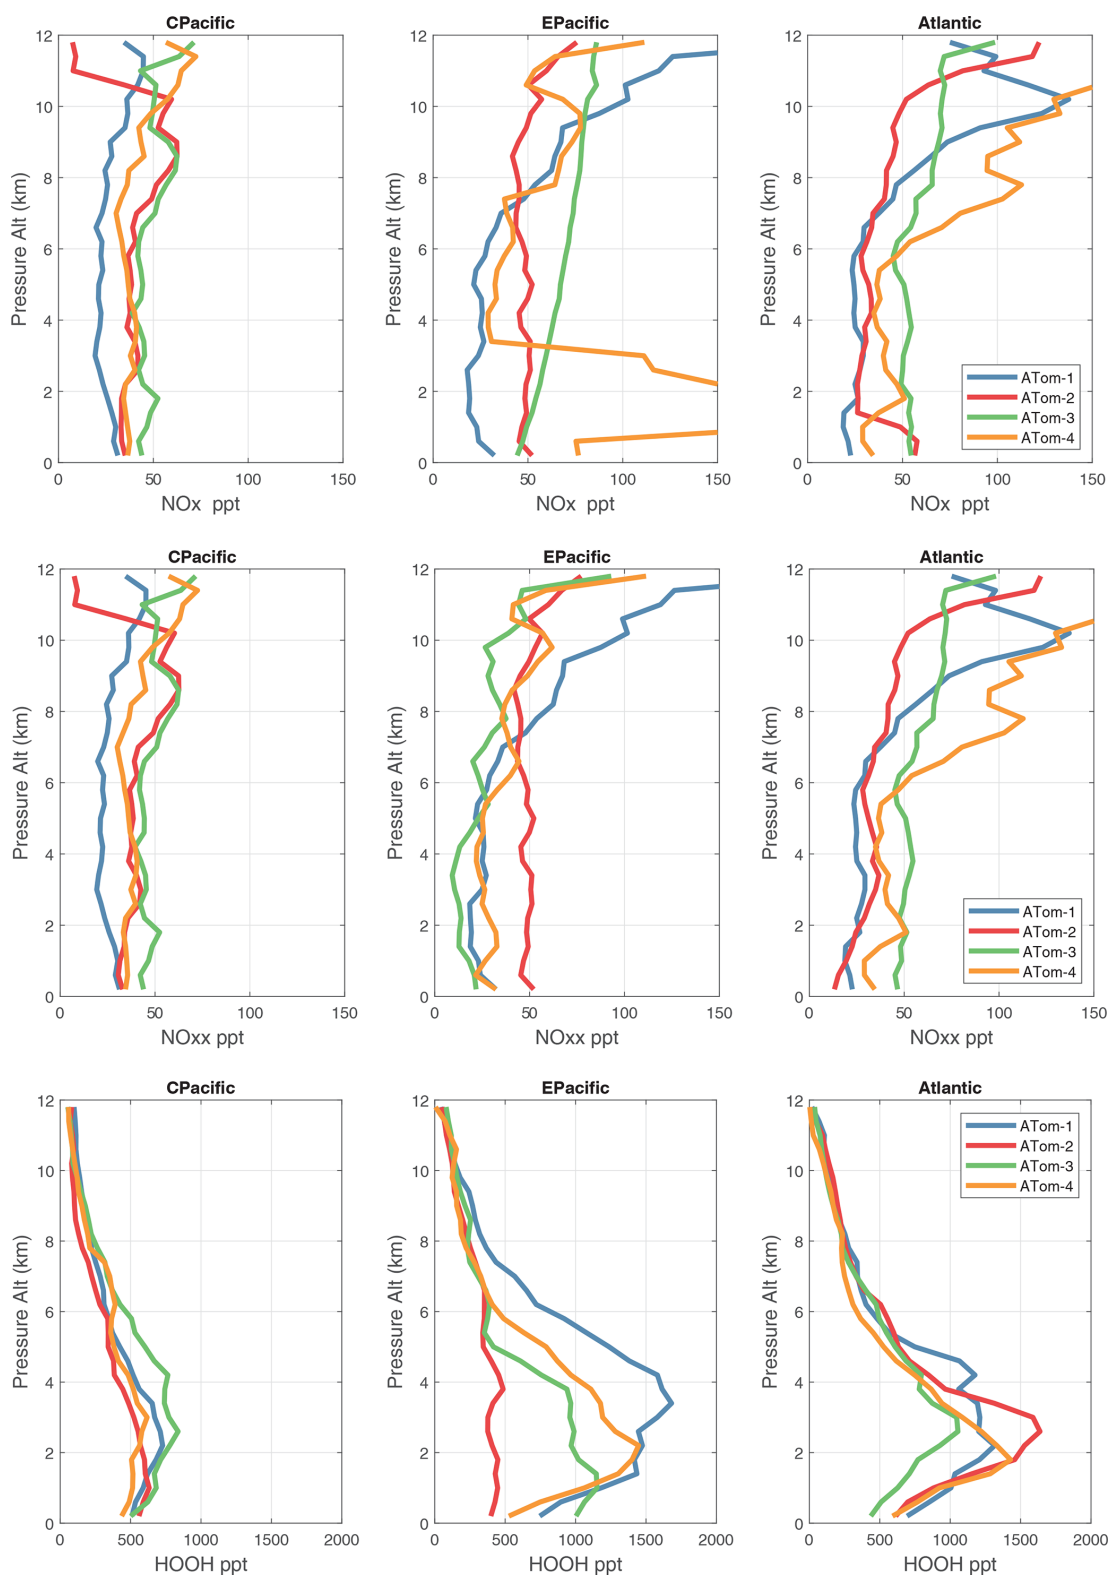 CPacific
EPacific
Atlantic
12
10
8
6
4
2
0
Pressure Alt (km)
0
50
100
150
NOx ppt
12
10
8
6
4
2
0
Pressure Alt (km)
0
50
100
150
NOx ppt
12
10
8
6
4
2
0
Pressure Alt (km)
0
50
100
150
NOx ppt
ATom-1
ATom-2
ATom-3
ATom-4
CPacific
EPacific
Atlantic
12
10
8
6
4
2
0
Pressure Alt (km)
0
50
100
150
NOxx ppt
12
10
8
6
4
2
0
Pressure Alt (km)
0
50
100
150
NOxx ppt
12
10
8
6
4
2
0
Pressure Alt (km)
0
50
100
150
NOxx ppt
ATom-1
ATom-2
ATom-3
ATom-4
CPacific
EPacific
Atlantic
12
10
8
6
4
2
0
Pressure Alt (km)
0
500
1000
1500
2000
HOOH ppt
12
10
8
6
4
2
0
Pressure Alt (km)
0
500
1000
1500
2000
HOOH ppt
12
10
8
6
4
2
0
Pressure Alt (km)
0
500
1000
1500
2000
HOOH ppt
ATom-1
ATom-2
ATom-3
ATom-4